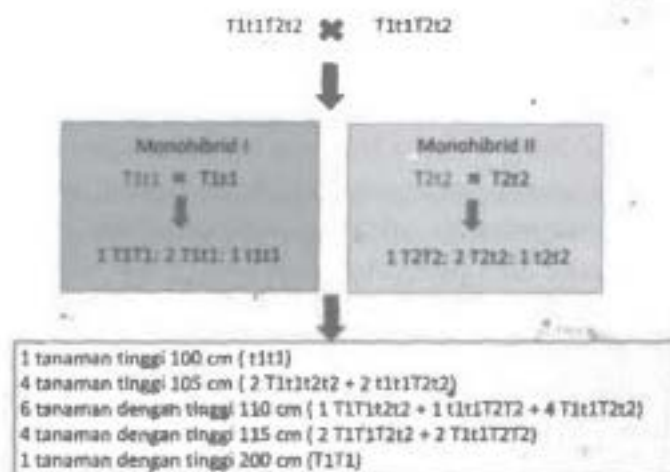 T1t1T2t2 ✖ T1t1T2t2
Monohibrid I
T1t1 × T1t1
1 T1T1: 2 T1t1: 1 t1t1
Monohibrid II
T2t2 × T2t2
1 T2T2: 2 T2t2: 1 t2t2
1 tanaman tinggi 100 cm ( t1t1)
4 tanaman tinggi 105 cm ( 2 T1t1t2t2 + 2 t1t1T2t2)
6 tanaman dengan tinggi 110 cm ( 1 T1T1t2t2 + 1 t1t1T2T2 + 4 T1t1T2t2)
4 tanaman dengan tinggi 115 cm ( 2 T1T1T2t2 + 2 T1t1T2T2)
1 tanaman dengan tinggi 200 cm (T1T1)